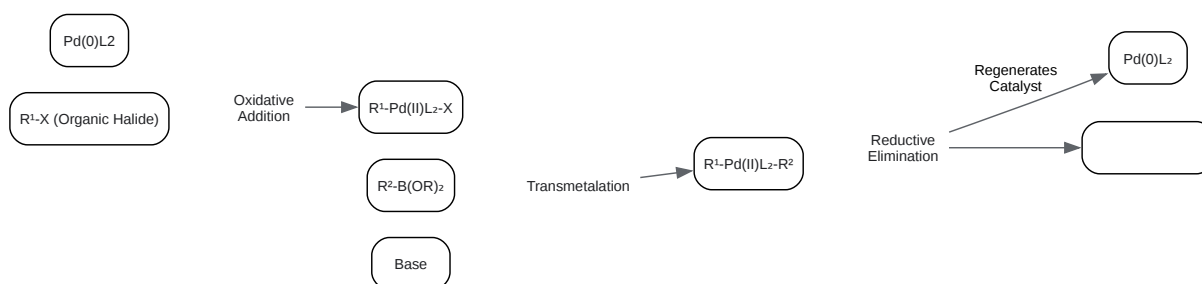 Pd(0)L2
R¹-X (Organic Halide)
Oxidative
Addition
R¹-Pd(II)L₂-X
R²-B(OR)₂
Base
Transmetalation
R¹-Pd(II)L₂-R²
Reductive
Elimination
Regenerates
Catalyst
Pd(0)L₂